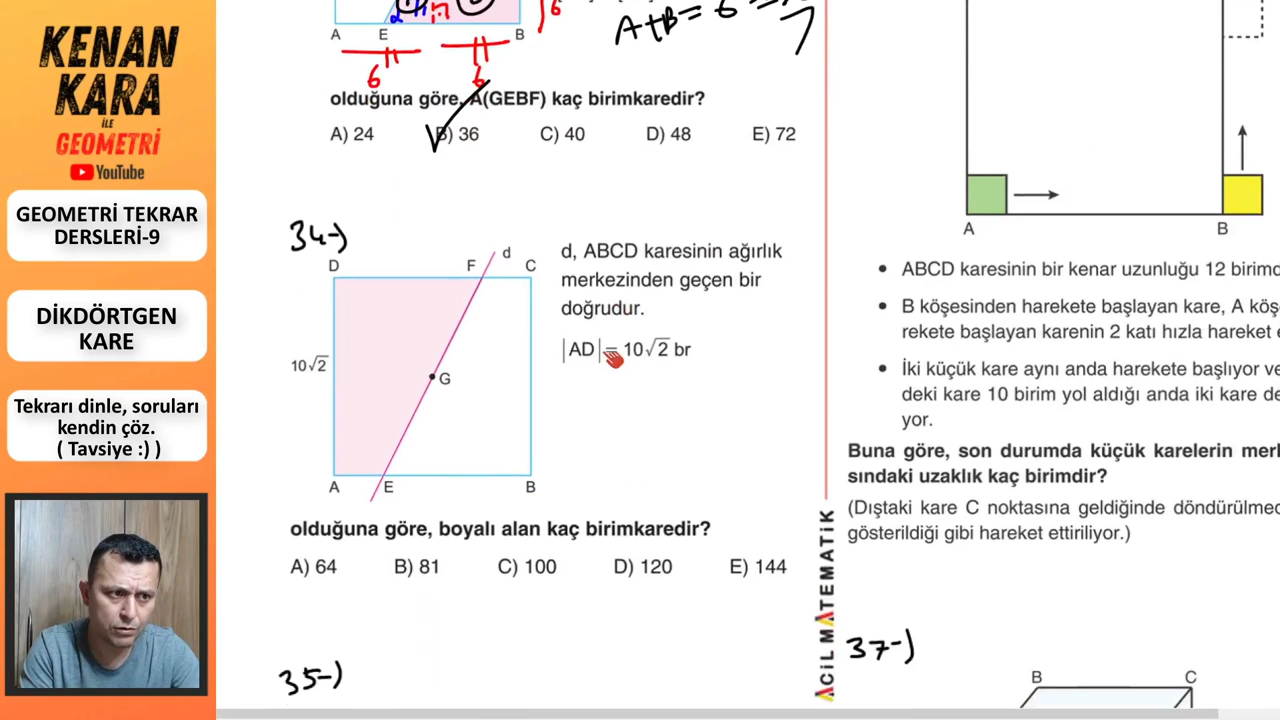 KENAN
KARA
İLE
GEOMETRİ
YouTube
GEOMETRİ TEKRAR
DERSLERİ-9
DİKDÖRTGEN
KARE
Tekrarı dinle, soruları
kendin çöz.
( Tavsiye :) )
A E B
6 6
6
A+B= 6
olduğuna göre, A(GEBF) kaç birimkaredir?
A) 24 B) 36 C) 40 D) 48 E) 72
34-)
d
D F C
10√2
G
A E B
d, ABCD karesinin ağırlık
merkezinden geçen bir
doğrudur.
|AD| = 10√2 br
olduğuna göre, boyalı alan kaç birimkaredir?
A) 64 B) 81 C) 100 D) 120 E) 144
35-)
ACİLMATEMATİK
A B
• ABCD karesinin bir kenar uzunluğu 12 birimd
• B köşesinden harekete başlayan kare, A köş
rekete başlayan karenin 2 katı hızla hareket e
• İki küçük kare aynı anda harekete başlıyor ve
deki kare 10 birim yol aldığı anda iki kare de
yor.
Buna göre, son durumda küçük karelerin merl
sındaki uzaklık kaç birimdir?
(Dıştaki kare C noktasına geldiğinde döndürülmed
gösterildiği gibi hareket ettiriliyor.)
37-)
B C